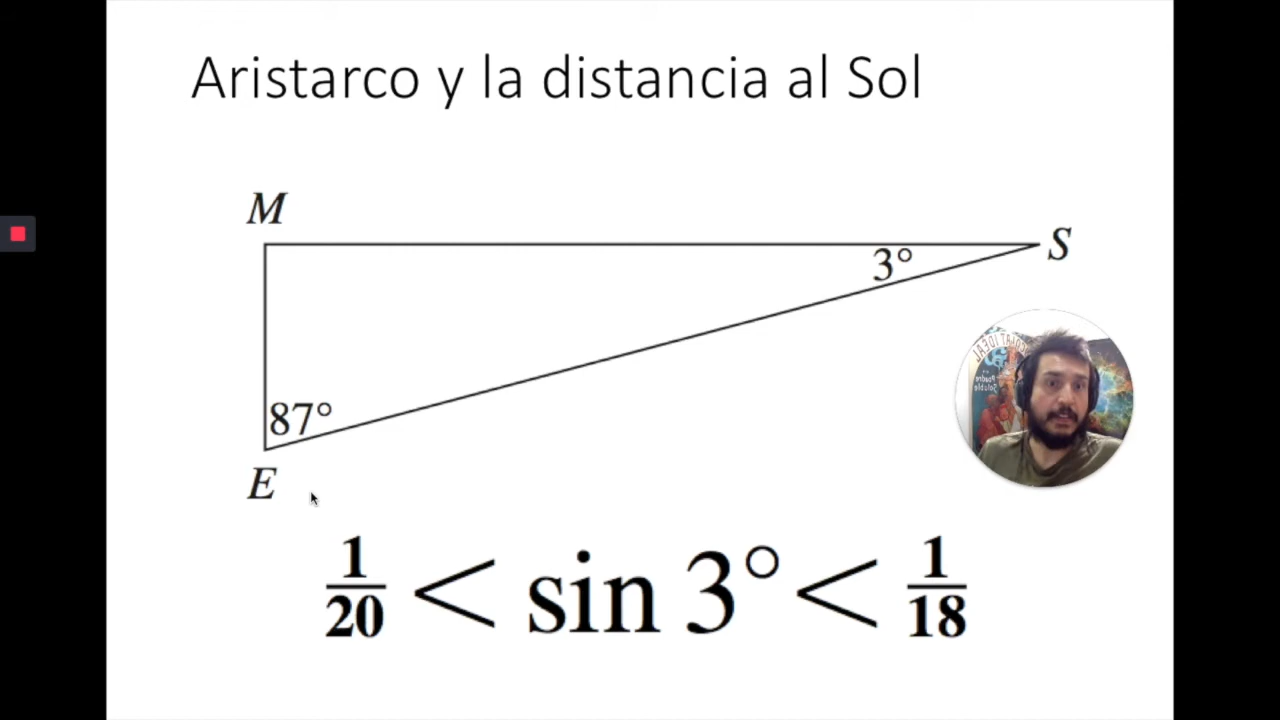 Aristarco y la distancia al Sol
M
S
3°
87°
E
1/20 < sin 3° < 1/18